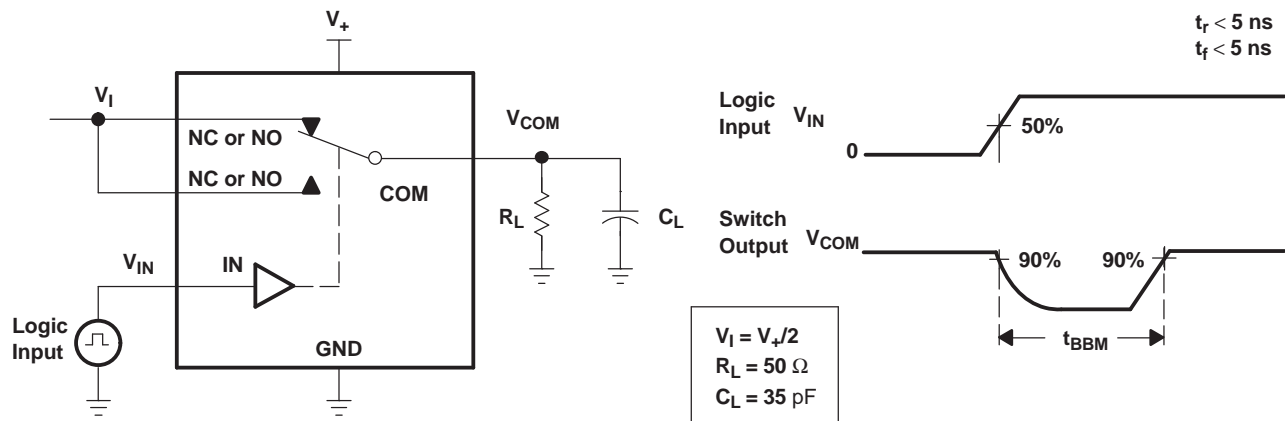 V+
VI
NC or NO
NC or NO
COM
VCOM
RL
CL
VIN
IN
Logic
Input
GND
tr < 5 ns
tf < 5 ns
Logic
Input
VIN
50%
0
Switch
Output
VCOM
90%
90%
tBBM
VI = V+/2
RL = 50 Ω
CL = 35 pF